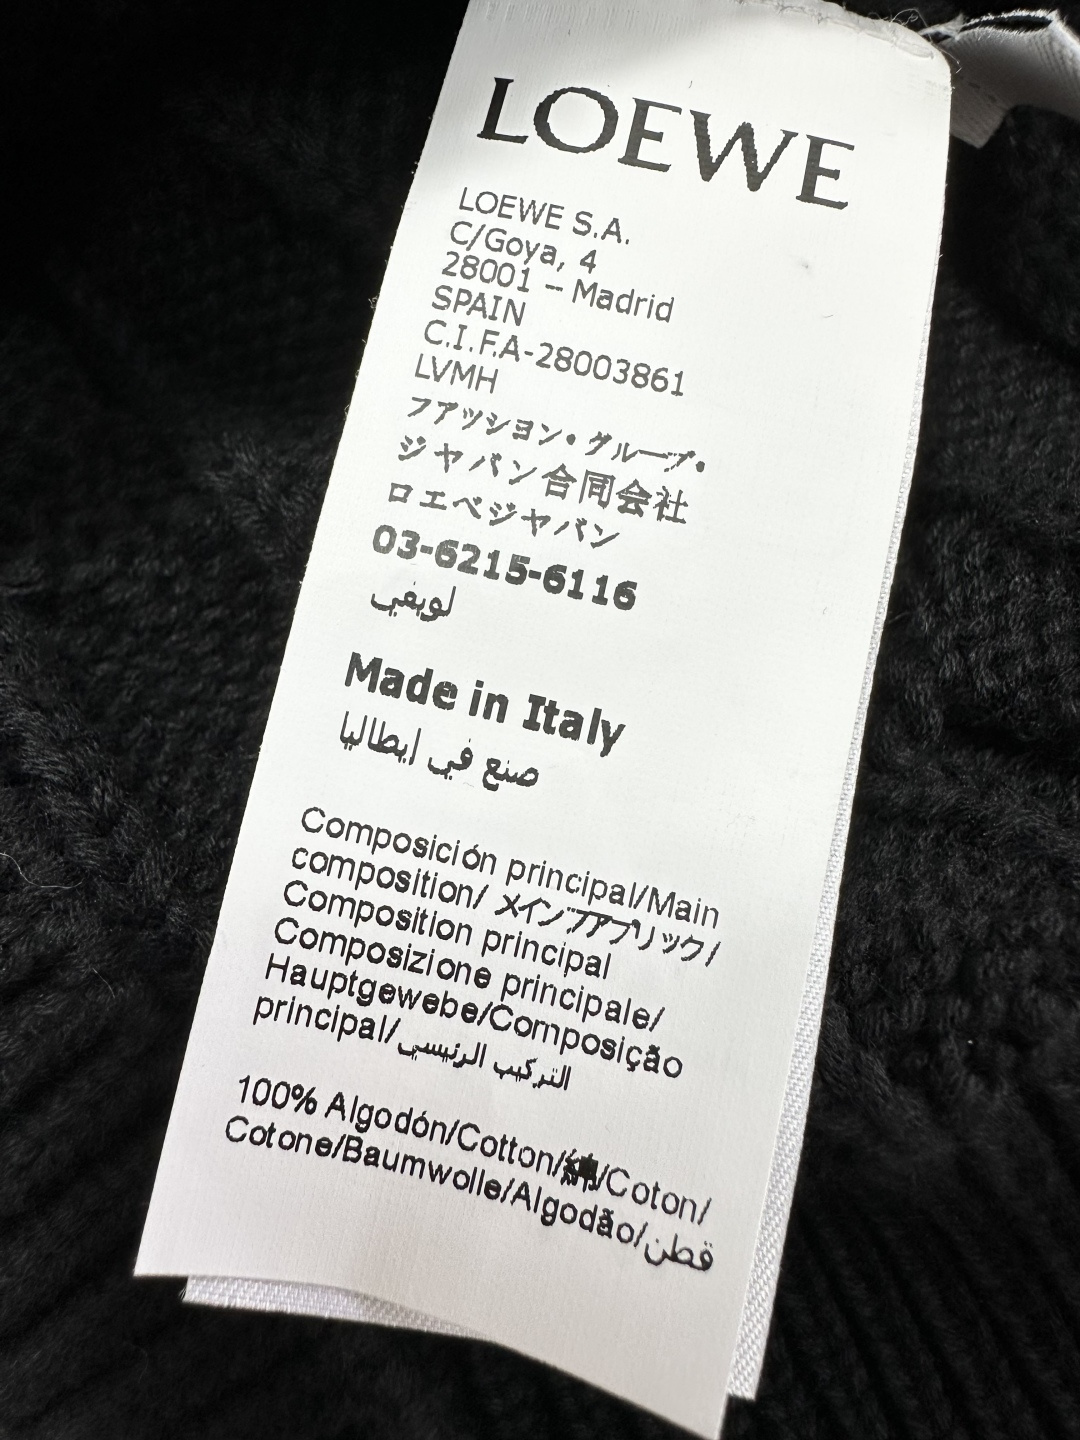 LOEWE
LOEWE S.A.
C/Goya, 4
28001 – Madrid
SPAIN
C.I.F.A-28003861
LVMH
ファッション・グループ・
ジャパン合同会社
ロエベジャパン
03-6215-6116
لويفي
Made in Italy
صنع في إيطاليا
Composición principal/Main
composition/ メインファブリック/
Composition principal
Composizione principale/
Hauptgewebe/Composição
principal/التركيب الرئيسي
100% Algodón/Cotton/綿/Coton/
Cotone/Baumwolle/Algodão/قطن